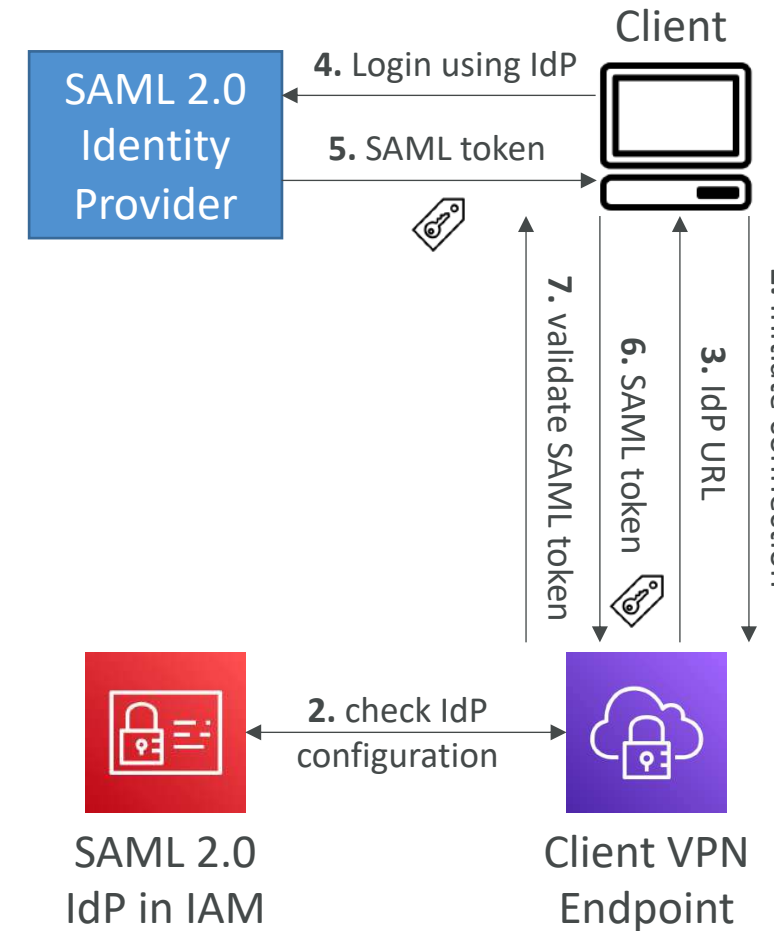 Client
4. Login using IdP
SAML 2.0
Identity
Provider
5. SAML token
7. validate SAML token
6. SAML token
3. IdP URL
2. check IdP
configuration
SAML 2.0
IdP in IAM
Client VPN
Endpoint